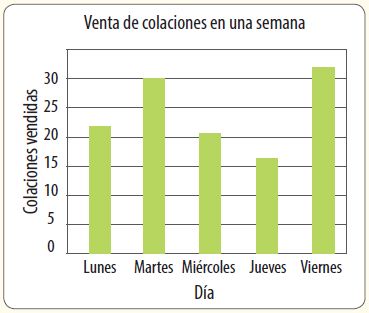 Venta de colaciones en una semana
Colaciones vendidas
30
25
20
15
10
5
0
Lunes Martes Miércoles Jueves Viernes
Día